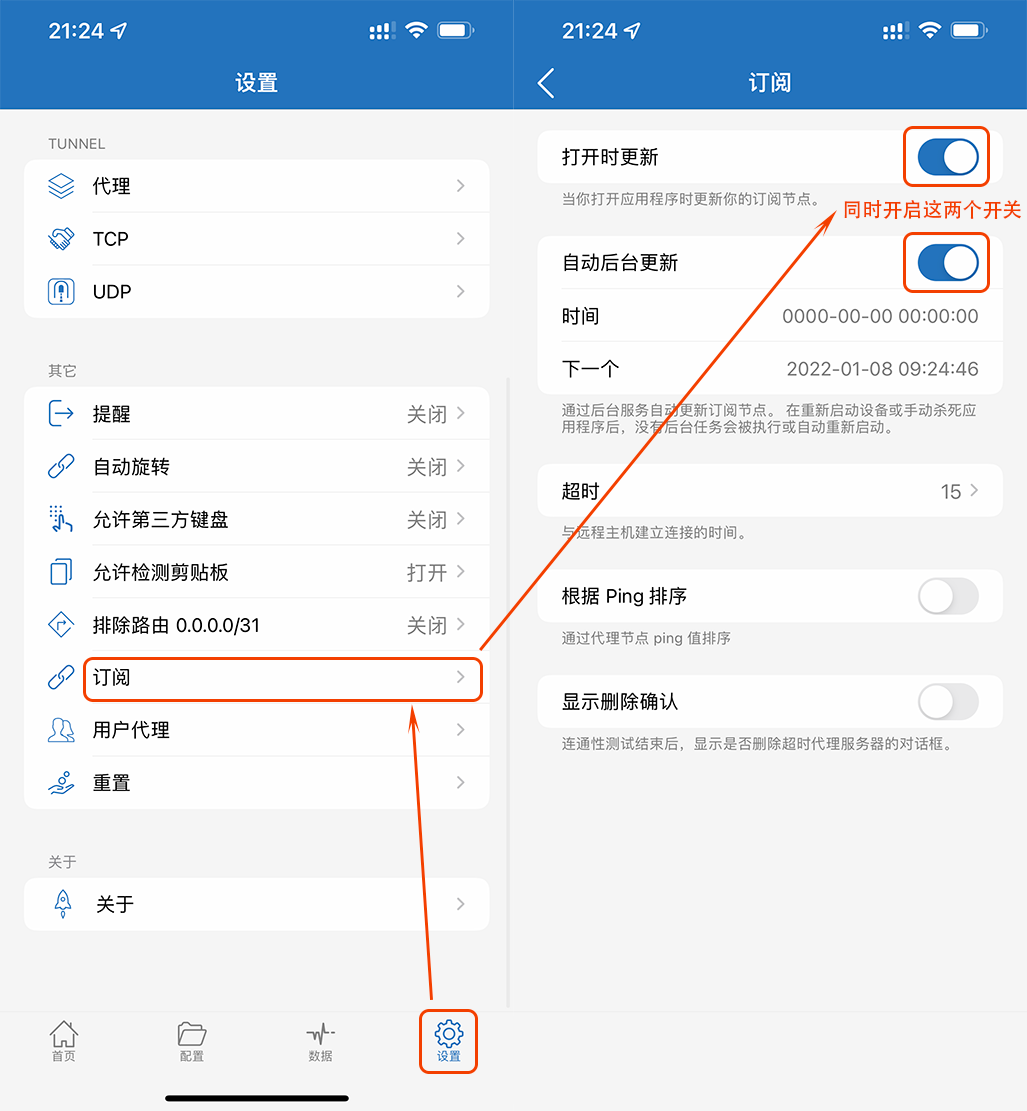 21:24
设置
TUNNEL
代理
TCP
UDP
其它
提醒 关闭
自动旋转 关闭
允许第三方键盘 关闭
允许检测剪贴板 打开
排除路由 0.0.0.0/31 关闭
订阅
用户代理
重置
关于
关于
首页 配置 数据 设置
21:24
订阅
打开时更新
当你打开应用程序时更新你的订阅节点。
同时开启这两个开关
自动后台更新
时间 0000-00-00 00:00:00
下一个 2022-01-08 09:24:46
通过后台服务自动更新订阅节点。 在重新启动设备或手动杀死应
用程序后，没有后台任务会被执行或自动重新启动。
超时 15
与远程主机建立连接的时间。
根据 Ping 排序
通过代理节点 ping 值排序
显示删除确认
连通性测试结束后，显示是否删除超时代理服务器的对话框。